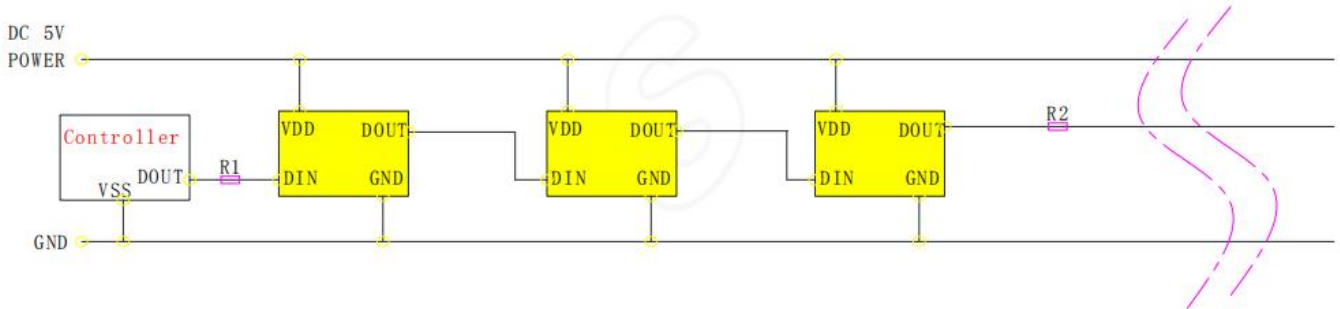 DC 5V
POWER
Controller
DOUT
VSS
R1
VDD
DOUT
DIN
GND
VDD
DOUT
DIN
GND
VDD
DOUT
DIN
GND
R2
GND